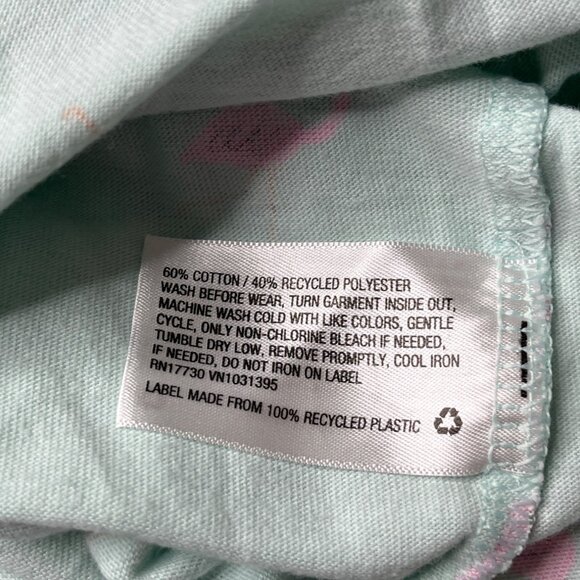 60% COTTON / 40% RECYCLED POLYESTER
WASH BEFORE WEAR, TURN GARMENT INSIDE OUT,
MACHINE WASH COLD WITH LIKE COLORS, GENTLE
CYCLE, ONLY NON-CHLORINE BLEACH IF NEEDED,
TUMBLE DRY LOW, REMOVE PROMPTLY, COOL IRON
IF NEEDED, DO NOT IRON ON LABEL
RN17730 VN1031395
LABEL MADE FROM 100% RECYCLED PLASTIC